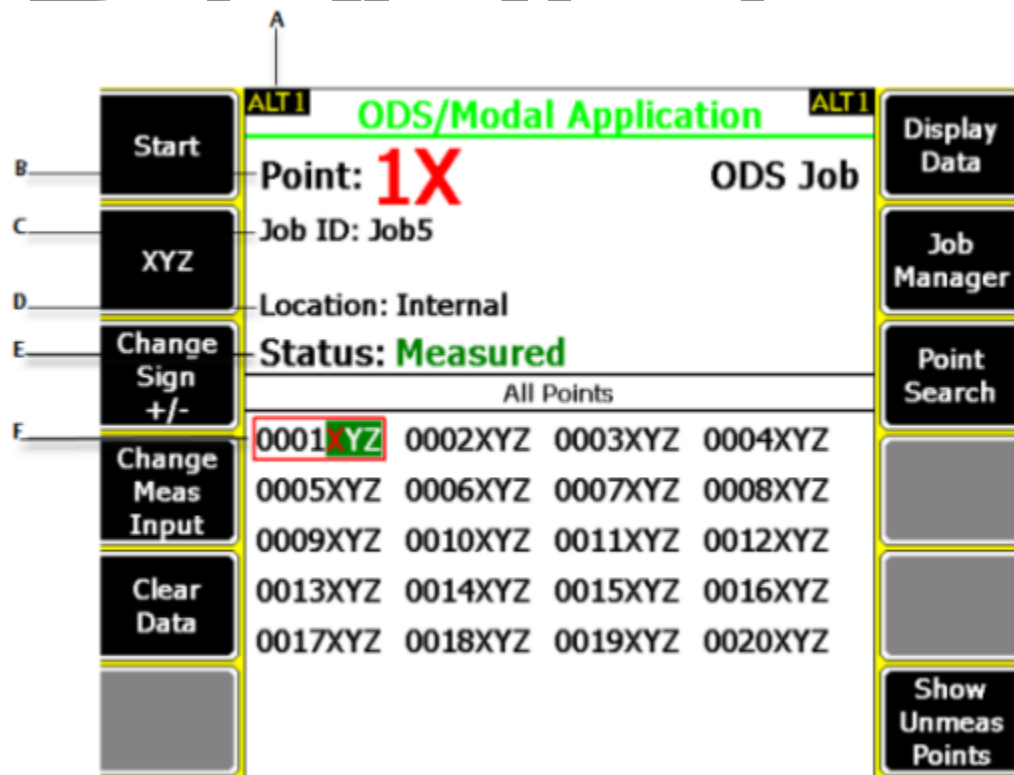 A
ALT1
ODS/Modal Application
ALT1
B
Point: 1X
ODS Job
C
Job ID: Job5
D
Location: Internal
E
Status: Measured
All Points
F
0001XYZ 0002XYZ 0003XYZ 0004XYZ
0005XYZ 0006XYZ 0007XYZ 0008XYZ
0009XYZ 0010XYZ 0011XYZ 0012XYZ
0013XYZ 0014XYZ 0015XYZ 0016XYZ
0017XYZ 0018XYZ 0019XYZ 0020XYZ
Start
XYZ
Change
Sign
+/-
Change
Meas
Input
Clear
Data
Display
Data
Job
Manager
Point
Search
Show
Unmeas
Points